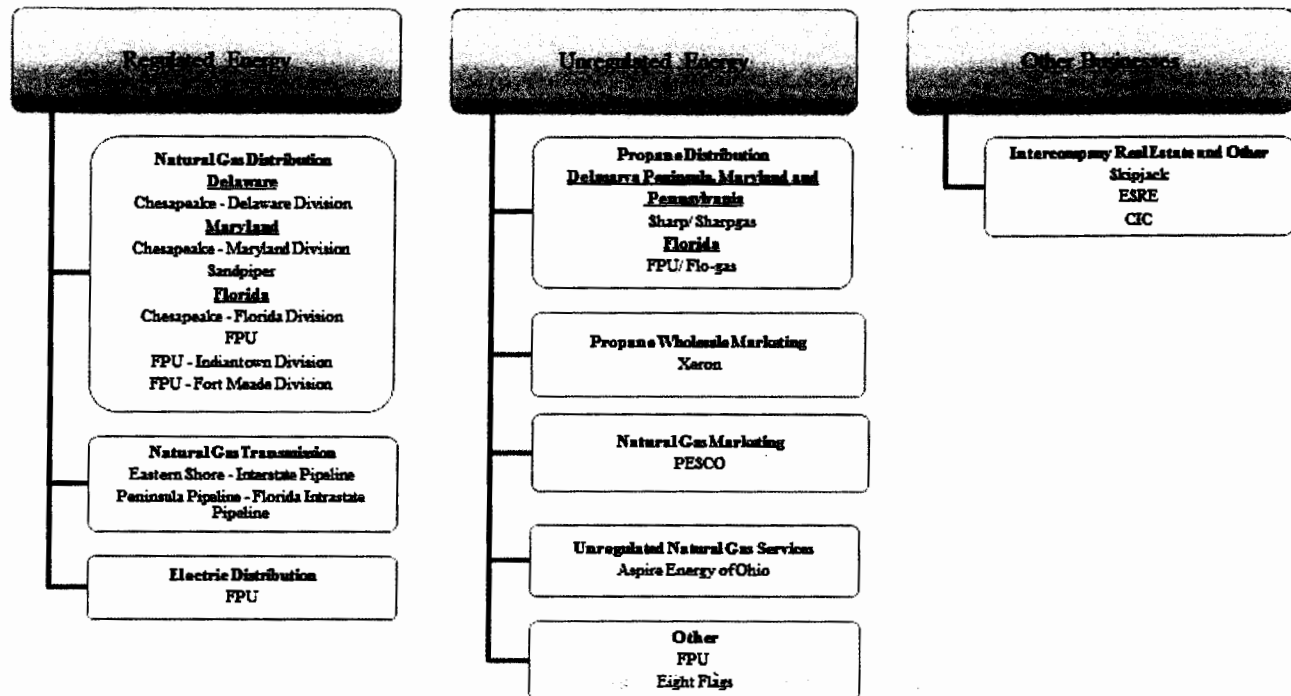 Regulated Energy
Natural Gas Distribution
Delaware
Chesapeake - Delaware Division
Maryland
Chesapeake - Maryland Division
Sandpiper
Florida
Chesapeake - Florida Division
FPU
FPU - Indiantown Division
FPU - Fort Meade Division
Natural Gas Transmission
Eastern Shore - Interstate Pipeline
Peninsula Pipeline - Florida Intrastate
Pipeline
Electric Distribution
FPU
Unregulated Energy
Propane Distribution
Delmarva Peninsula, Maryland and
Pennsylvania
Sharp/ Sharpgas
Florida
FPU/ Flo-gas
Propane Wholesale Marketing
Xeron
Natural Gas Marketing
PESCO
Unregulated Natural Gas Services
Aspire Energy of Ohio
Other
FPU
Eight Flags
Other Businesses
Intercompany Real Estate and Other
Skipjack
ESRE
CIC